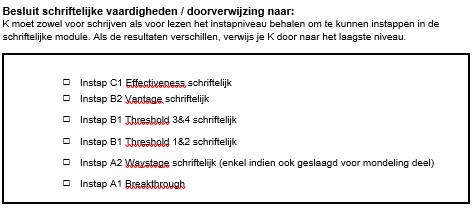 Besluit schriftelijke vaardigheden / doorverwijzing naar:
K moet zowel voor schrijven als voor lezen het instapniveau behalen om te kunnen instappen in de
schriftelijke module. Als de resultaten verschillen, verwijs je K door naar het laagste niveau.
☐ Instap C1 Effectiveness schriftelijk
☐ Instap B2 Vantage schriftelijk
☐ Instap B1 Threshold 3&4 schriftelijk
☐ Instap B1 Threshold 1&2 schriftelijk
☐ Instap A2 Waystage schriftelijk (enkel indien ook geslaagd voor mondeling deel)
☐ Instap A1 Breakthrough